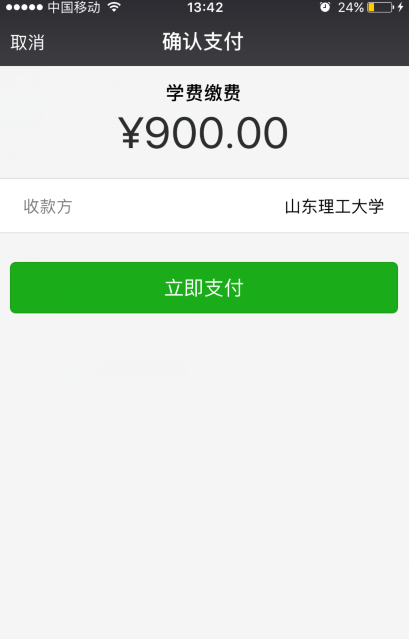 中国移动 13:42 24%
取消 确认支付
学费缴费
¥900.00
收款方 山东理工大学
立即支付